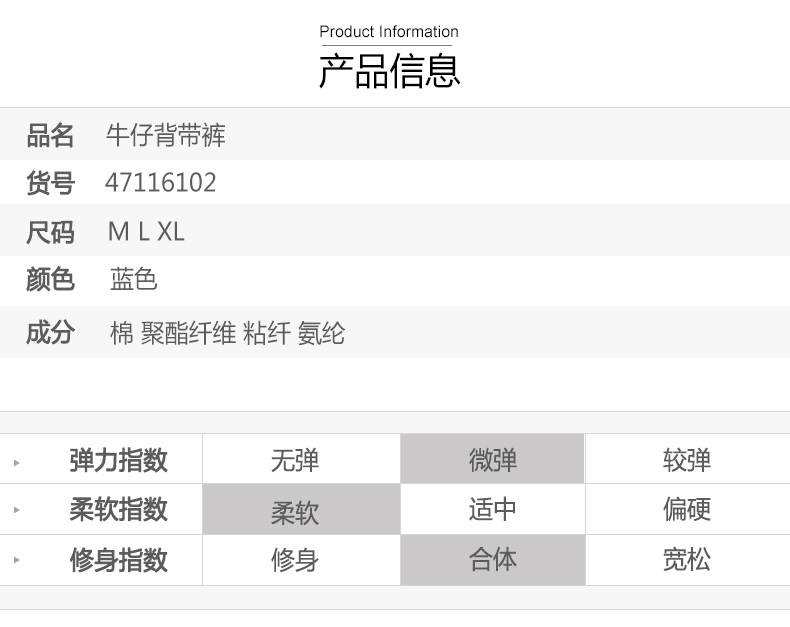 Product Information
产品信息
品名 牛仔背带裤
货号 47116102
尺码 M L XL
颜色 蓝色
成分 棉 聚酯纤维 粘纤 氨纶
弹力指数 无弹 微弹 较弹
柔软指数 柔软 适中 偏硬
修身指数 修身 合体 宽松